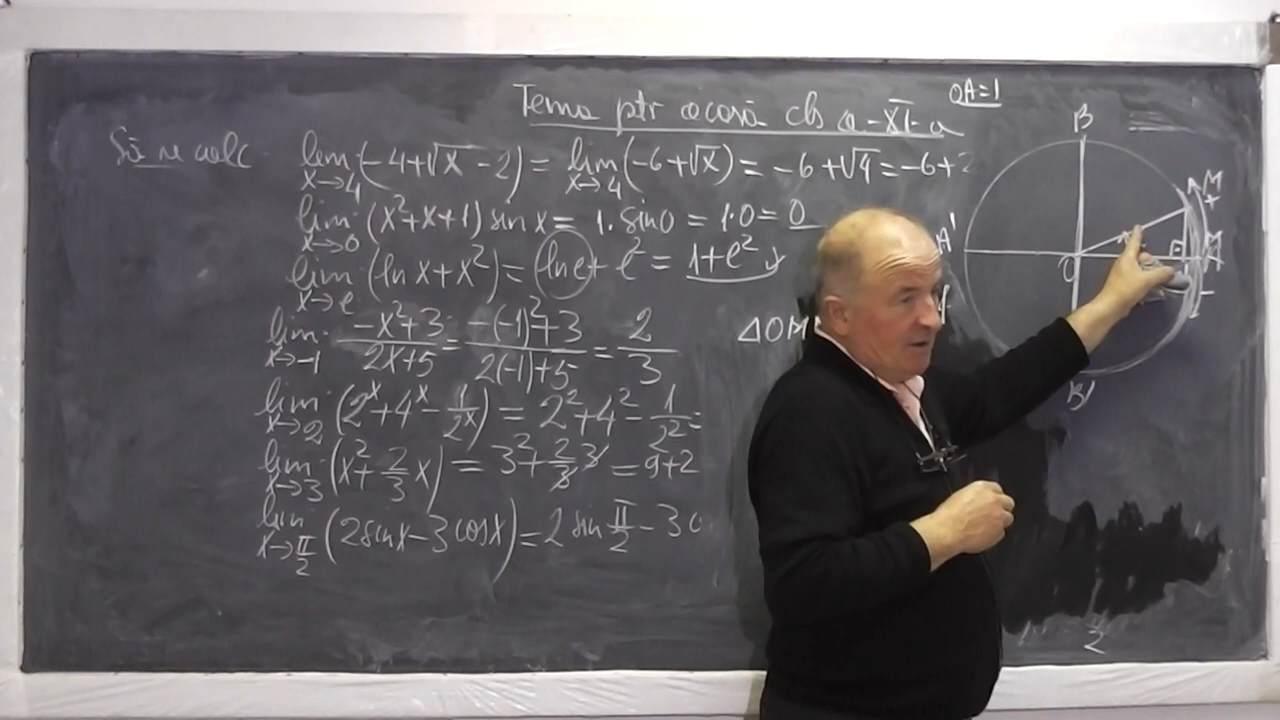 Tema ptr acasă cls a-XI-a
OA=1
Să se calc
lim x→4 (-4+√x-2) = lim x→4 (-6+√x) = -6+√4 = -6+2
lim x→0 (x²+x+1) sin x = 1·sin0 = 1·0 = 0
lim x→e (ln x+x²) = ln e + e² = 1+e²
lim x→-1 (-x²+3)/(2x+5) = (-(-1)²+3)/(2(-1)+5) = 2/3
lim x→2 (2^x+4^x-1/2^x) = 2²+4²-1/2² =
lim x→3 (x²+2/3 x) = 3²+2/3·3 = 9+2
lim x→π/2 (2sin x-3cos x) = 2 sin π/2 - 3c
B
M
A'
O
ΔOM
B'
2